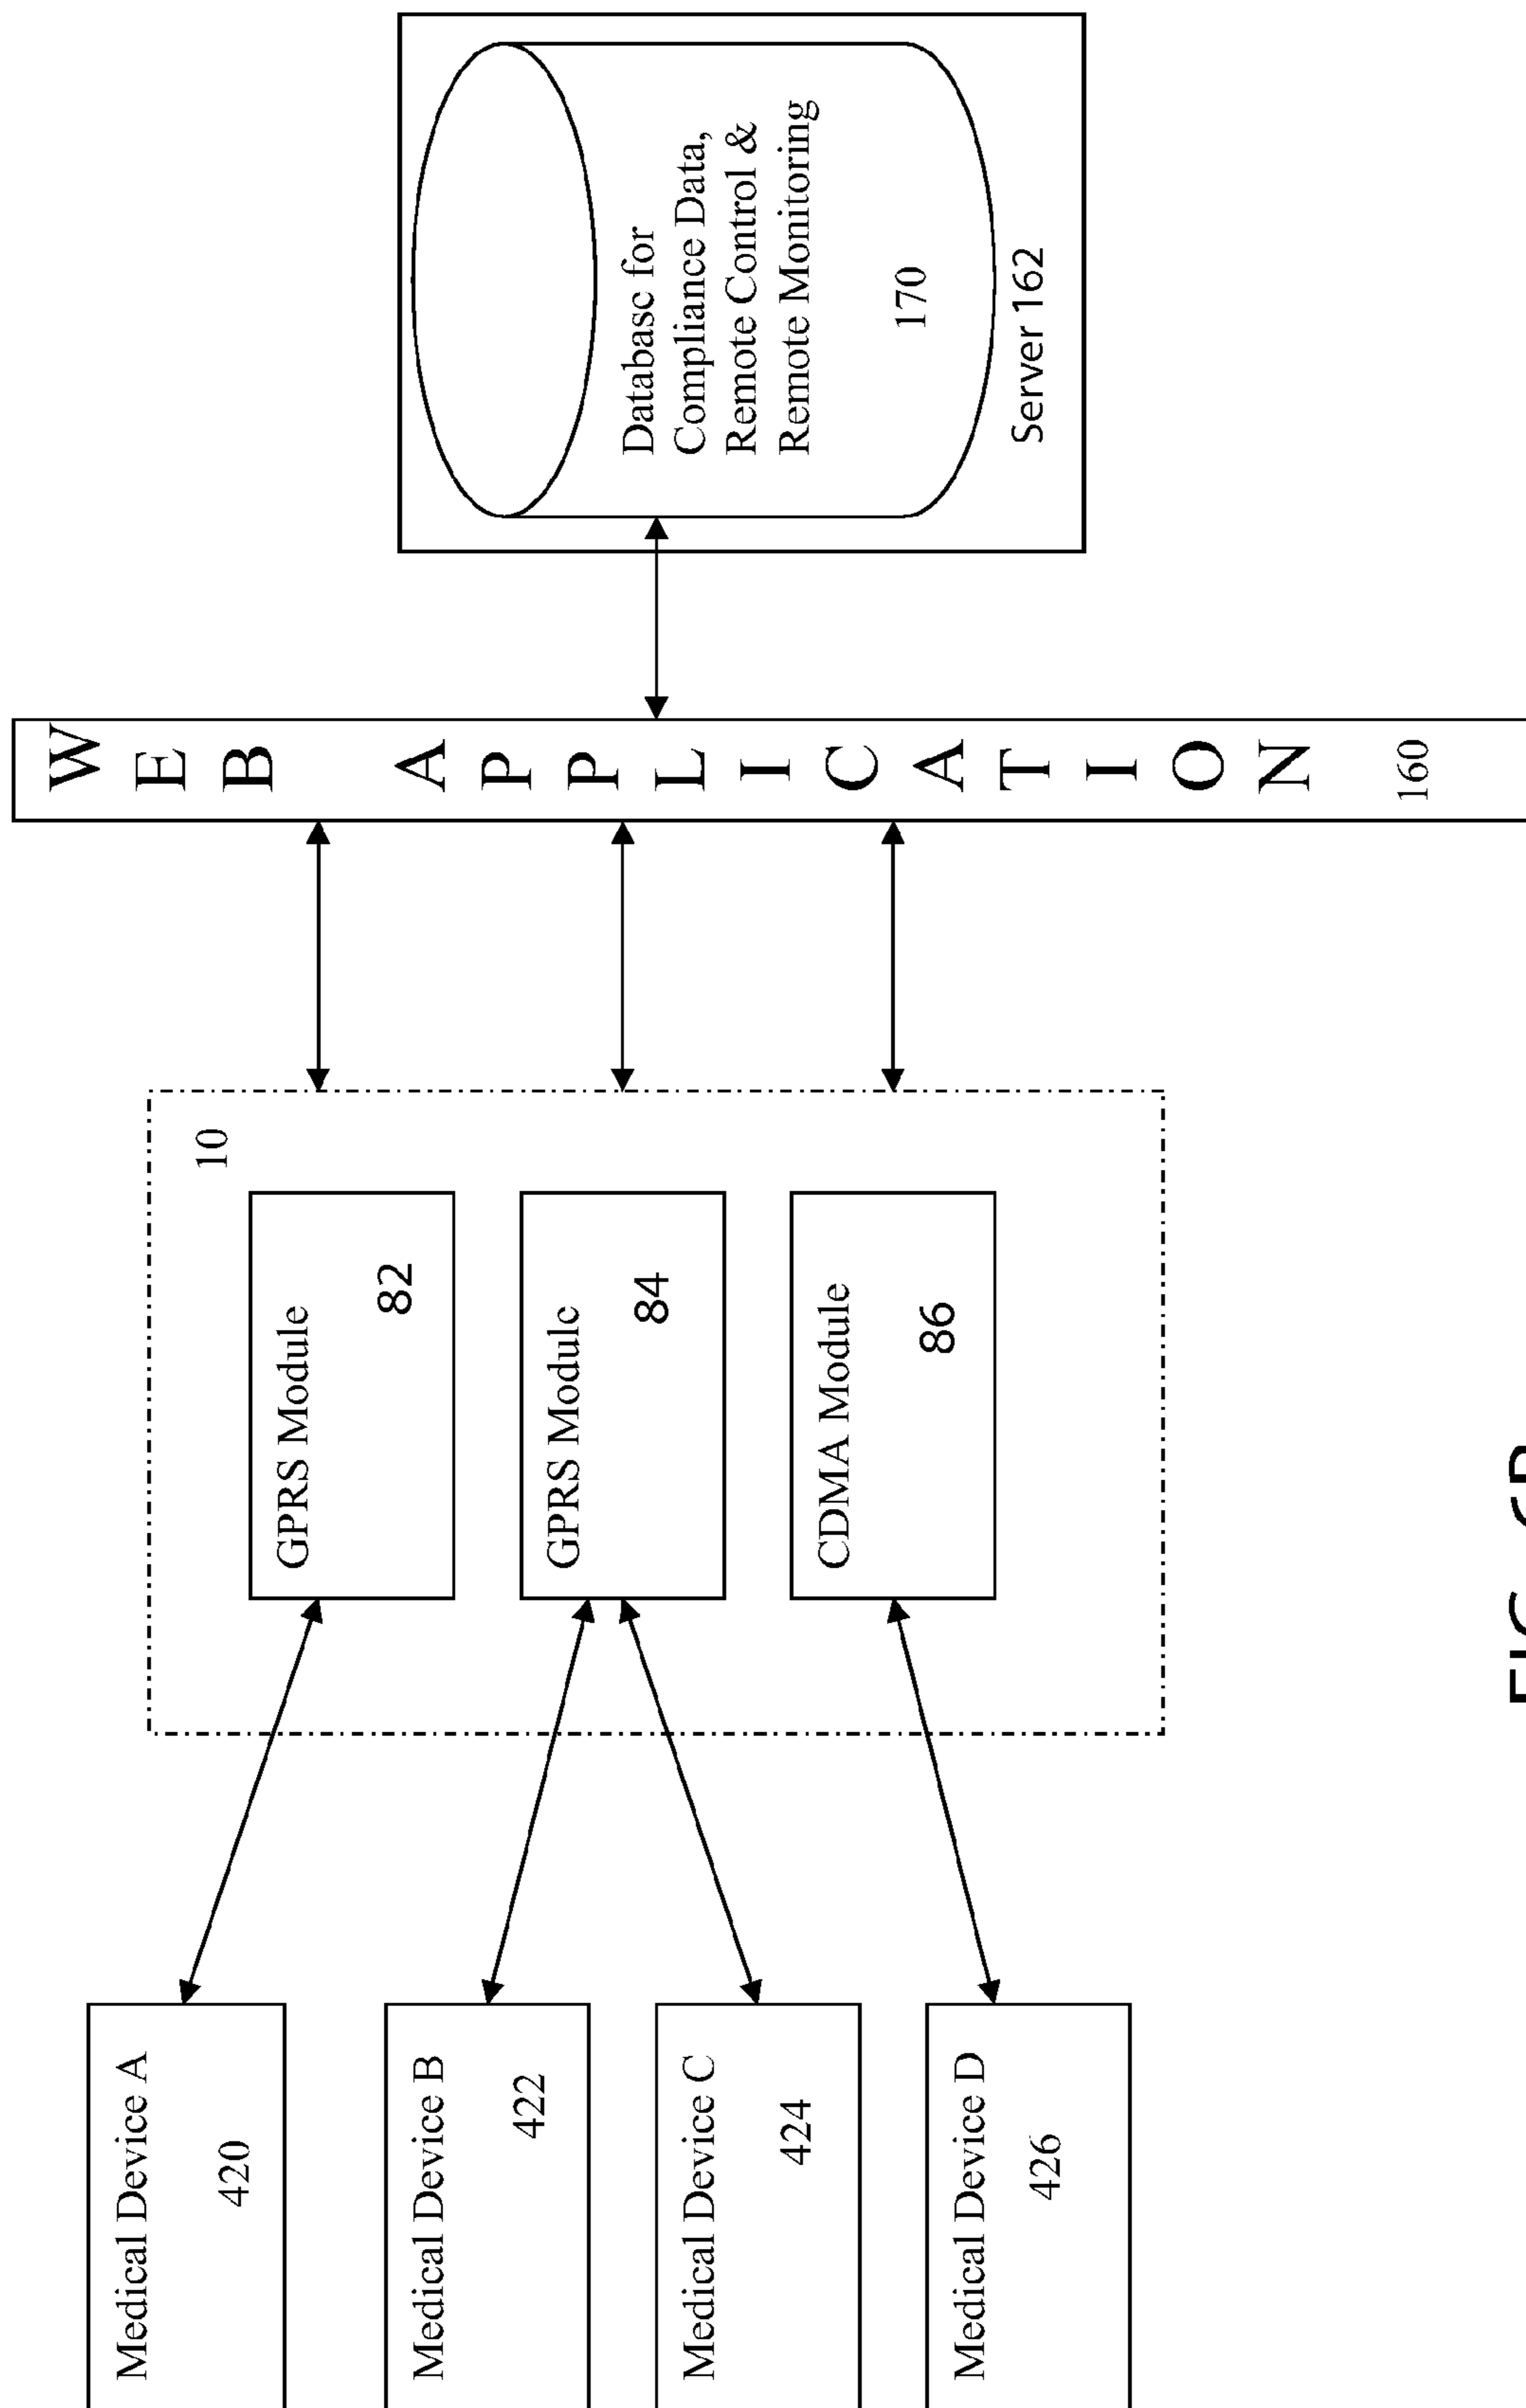 Medical Device A
420
Medical Device B
422
Medical Device C
424
Medical Device D
426
10
GPRS Module
82
GPRS Module
84
CDMA Module
86
WEB APPLICATION
160
Database for
Compliance Data,
Remote Control &
Remote Monitoring
170
Server 162